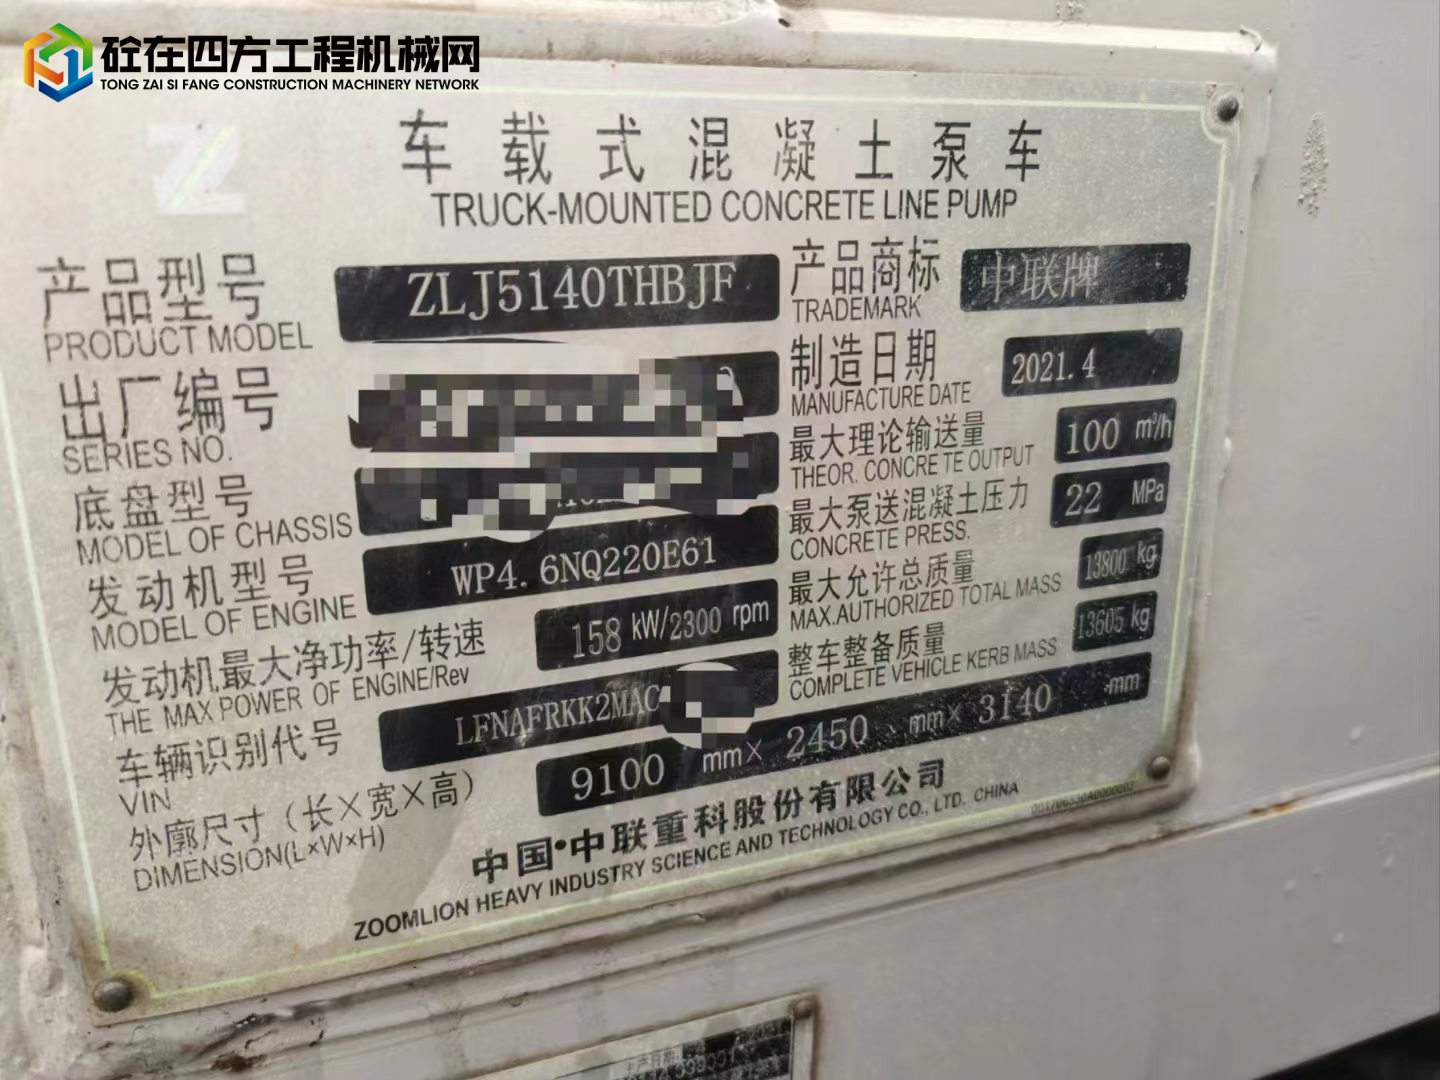 砼在四方工程机械网
TONG ZAI SI FANG CONSTRUCTION MACHINERY NETWORK
车载式混凝土泵车
TRUCK-MOUNTED CONCRETE LINE PUMP
产品型号 ZLJ5140THBJF
PRODUCT MODEL
产品商标 中联牌
TRADEMARK
出厂编号
SERIES NO.
制造日期 2021.4
MANUFACTURE DATE
底盘型号
MODEL OF CHASSIS
最大理论输送量 100 m³/h
THEOR. CONCRETE OUTPUT
发动机型号 WP4.6NQ220E61
MODEL OF ENGINE
最大泵送混凝土压力 22 MPa
CONCRETE PRESS.
发动机最大净功率/转速 158 kW/2300 rpm
THE MAX POWER OF ENGINE/Rev
最大允许总质量 13800 kg
MAX.AUTHORIZED TOTAL MASS
车辆识别代号 LFNAFRKK2MAC
VIN
整车整备质量 13605 kg
COMPLETE VEHICLE KERB MASS
外廓尺寸(长×宽×高) 9100 mm× 2450 mm× 3140 mm
DIMENSION(L×W×H)
中国·中联重科股份有限公司
ZOOMLION HEAVY INDUSTRY SCIENCE AND TECHNOLOGY CO., LTD. CHINA